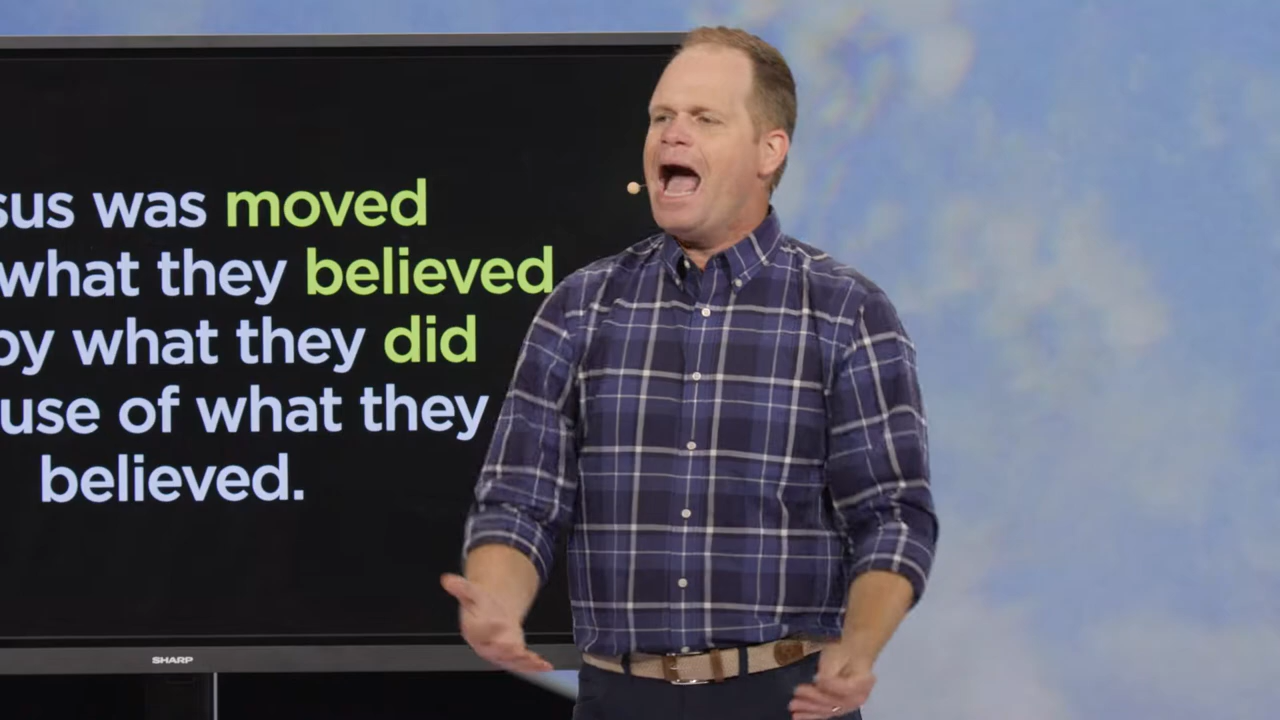 sus was moved
what they believed
by what they did
use of what they
believed.
SHARP